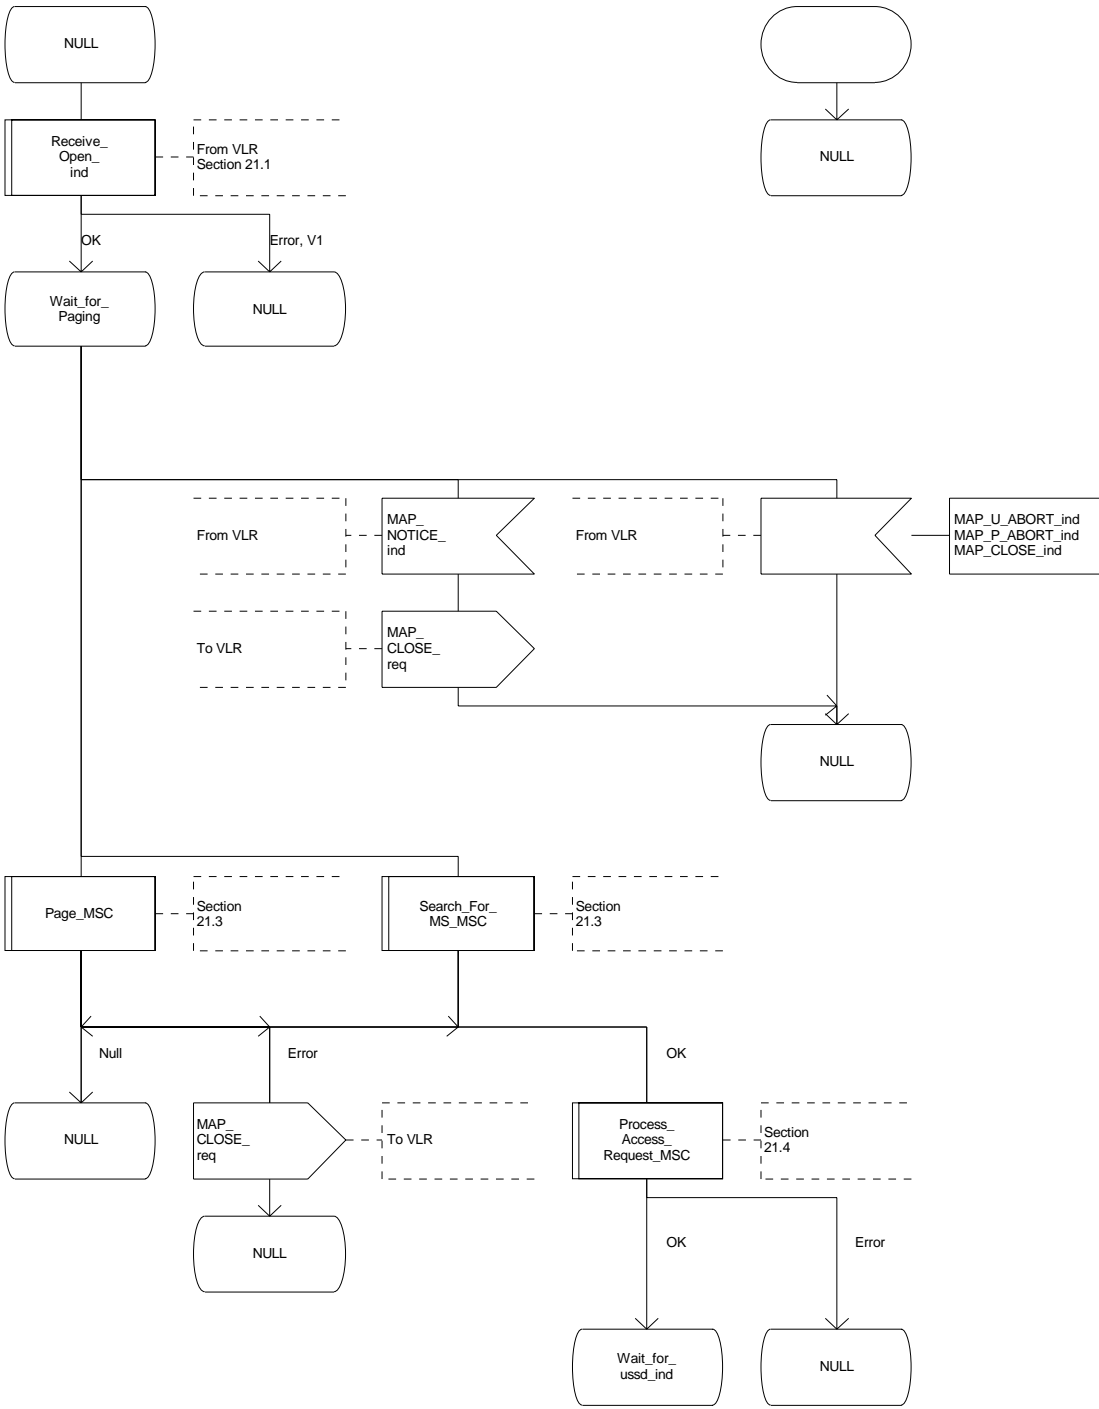 NULL
Receive_
Open_
ind
From VLR
Section 21.1
NULL
OK
Error, V1
Wait_for_
Paging
NULL
From VLR
MAP_
NOTICE_
ind
From VLR
MAP_U_ABORT_ind
MAP_P_ABORT_ind
MAP_CLOSE_ind
To VLR
MAP_
CLOSE_
req
NULL
Page_MSC
Section
21.3
Search_For_
MS_MSC
Section
21.3
Null
Error
OK
NULL
MAP_
CLOSE_
req
To VLR
Process_
Access_
Request_MSC
Section
21.4
NULL
OK
Error
Wait_for_
ussd_ind
NULL